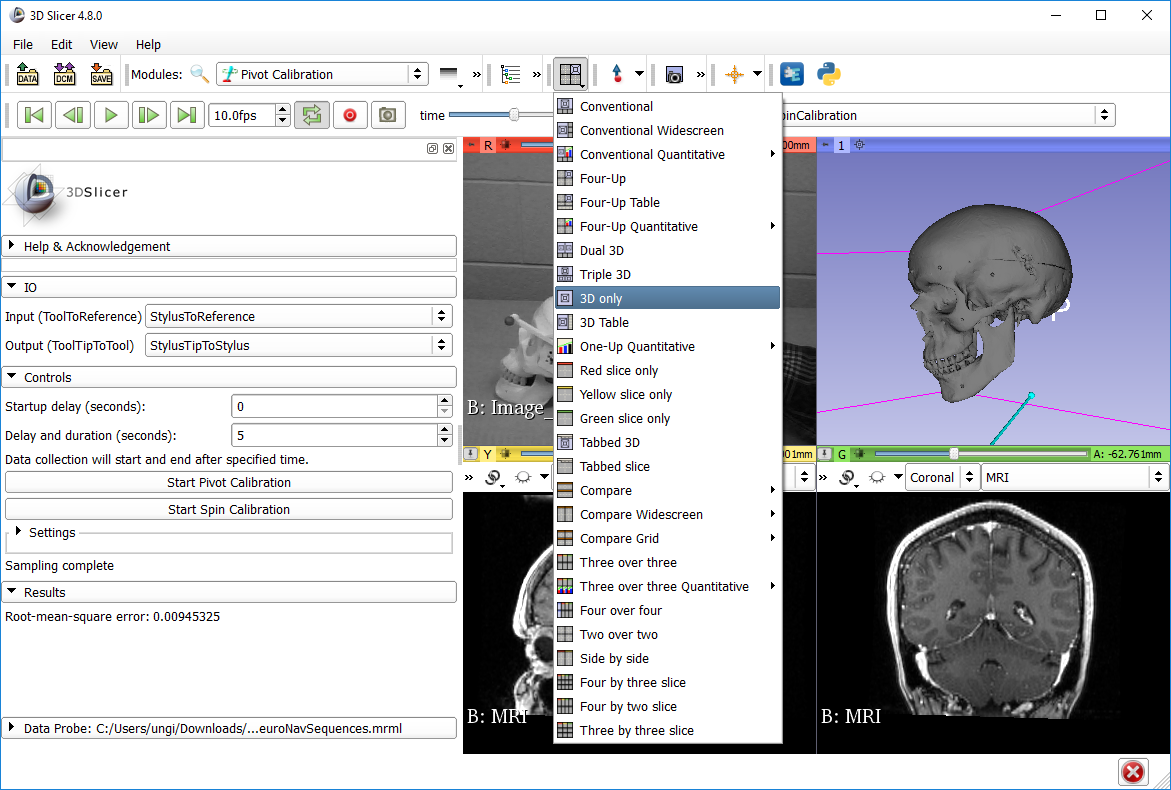 3D Slicer 4.8.0
File Edit View Help
DATA DCM SAVE Modules: Pivot Calibration » » »
10.0fps time inCalibration
3DSlicer
Help & Acknowledgement
IO
Input (ToolToReference) StylusToReference
Output (ToolTipToTool) StylusTipToStylus
Controls
Startup delay (seconds): 0
Delay and duration (seconds): 5
Data collection will start and end after specified time.
Start Pivot Calibration
Start Spin Calibration
Settings
Sampling complete
Results
Root-mean-square error: 0.00945325
Data Probe: C:/Users/ungi/Downloads/...euroNavSequences.mrml
Conventional
Conventional Widescreen
Conventional Quantitative
Four-Up
Four-Up Table
Four-Up Quantitative
Dual 3D
Triple 3D
3D only
3D Table
One-Up Quantitative
Red slice only
Yellow slice only
Green slice only
Tabbed 3D
Tabbed slice
Compare
Compare Widescreen
Compare Grid
Three over three
Three over three Quantitative
Four over four
Two over two
Side by side
Four by three slice
Four by two slice
Three by three slice
R 00mm
B: Image_
1
P
Y 01mm
»
B: MRI
G A: -62.761mm
» Coronal MRI
B: MRI